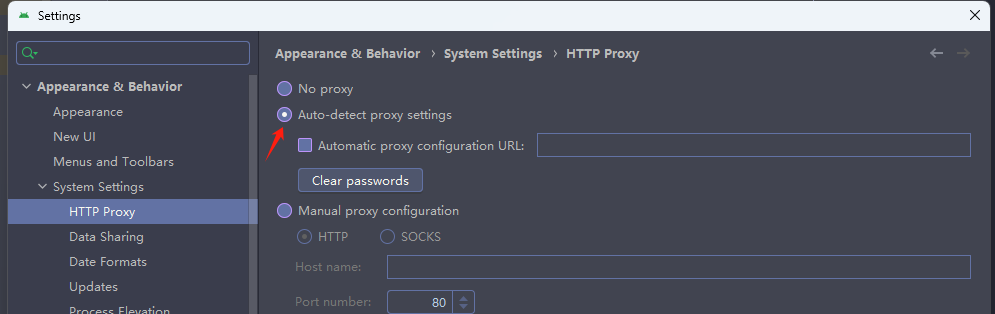 Settings
Appearance & Behavior
Appearance
New UI
Menus and Toolbars
System Settings
HTTP Proxy
Data Sharing
Date Formats
Updates
Process Elevation
Appearance & Behavior › System Settings › HTTP Proxy
No proxy
Auto-detect proxy settings
Automatic proxy configuration URL:
Clear passwords
Manual proxy configuration
HTTP SOCKS
Host name:
Port number: 80